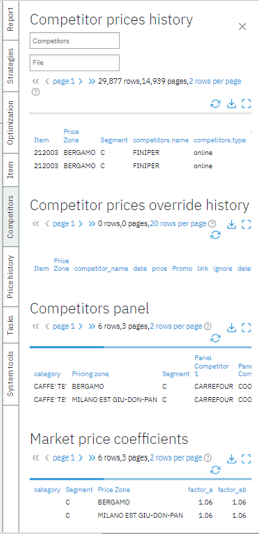 Report
Strategies
Optimization
Item
Competitors
Price history
Tasks
System tools
Competitor prices history
Competitors
File
page 1 29,877 rows,14,939 pages,2 rows per page
Item Price Zone Segment competitors.name competitors.type
212003 BERGAMO C FINIPER online
212003 BERGAMO C FINIPER online
Competitor prices override history
page 1 0 rows,0 pages,20 rows per page
Item Price Zone competitor_name date price Promo link ignore dele
Competitors panel
page 1 6 rows,3 pages,2 rows per page
category Pricing zone Segment Panel Competitor 1 Pane Com
CAFFE' TE' BERGAMO C CARREFOUR COO
CAFFE' TE' MILANO EST GIU-DON-PAN C CARREFOUR COO
Market price coefficients
page 1 6 rows,3 pages,2 rows per page
category Segment Price Zone factor_a factor_ab
C BERGAMO 1.06 1.06
C MILANO EST GIU-DON-PAN 1.06 1.06